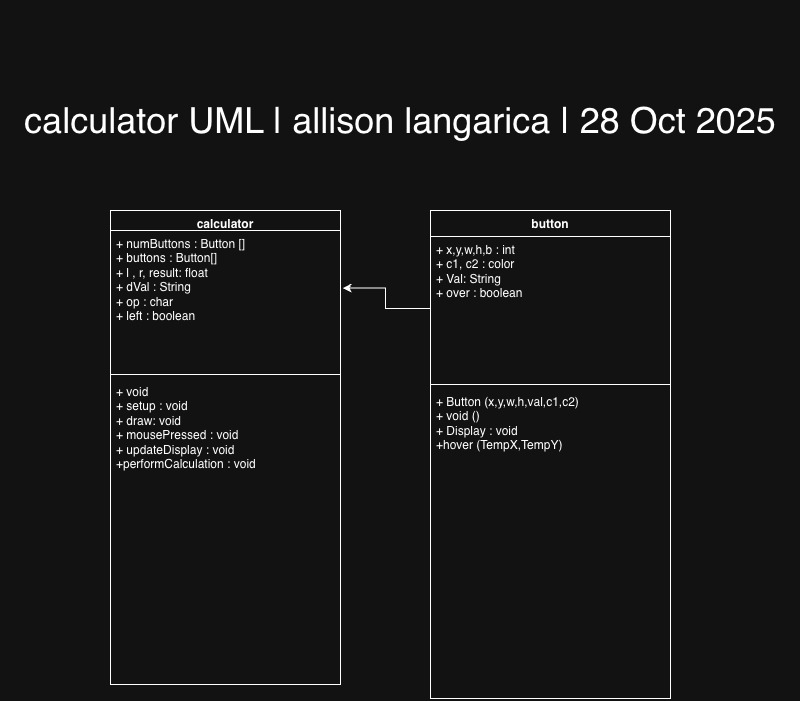 calculator UML | allison langarica | 28 Oct 2025
calculator
+ numButtons : Button []
+ buttons : Button[]
+ l , r, result: float
+ dVal : String
+ op : char
+ left : boolean
+ void
+ setup : void
+ draw: void
+ mousePressed : void
+ updateDisplay : void
+performCalculation : void
button
+ x,y,w,h,b : int
+ c1, c2 : color
+ Val: String
+ over : boolean
+ Button (x,y,w,h,val,c1,c2)
+ void ()
+ Display : void
+hover (TempX,TempY)